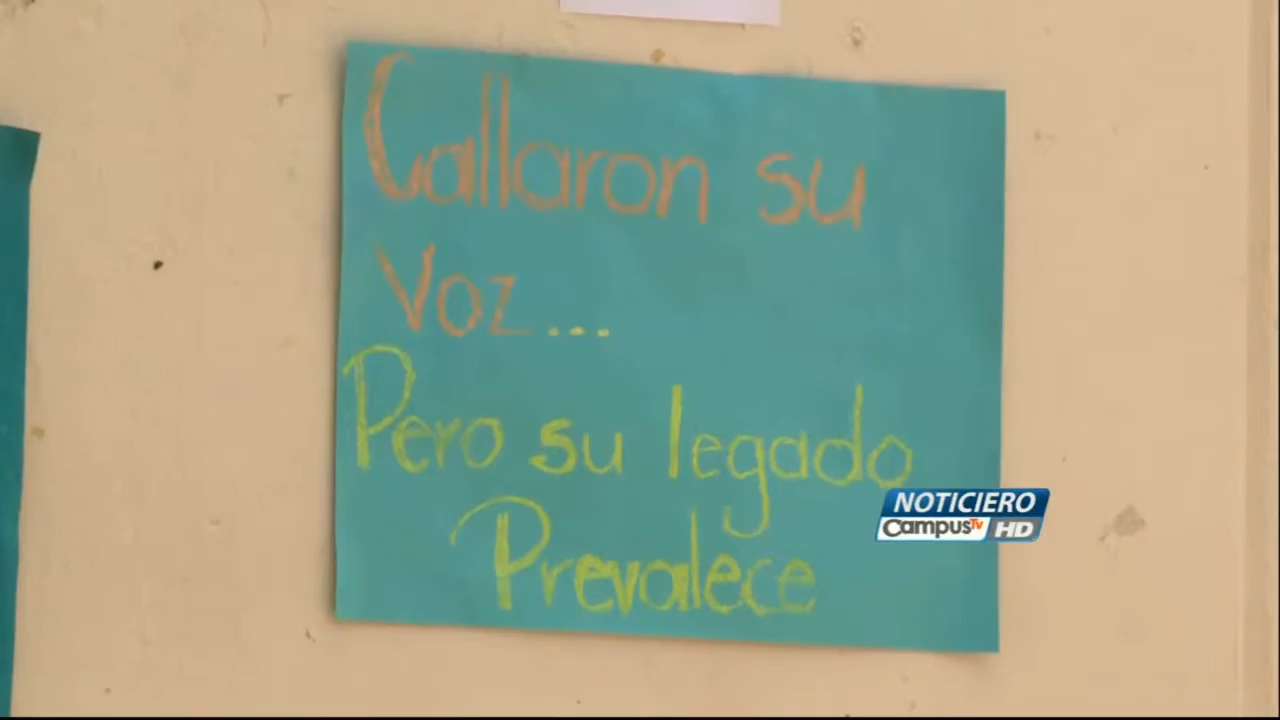 Callaron su
Voz...
Pero su legado
Prevalece
NOTICIERO
CampusTv HD